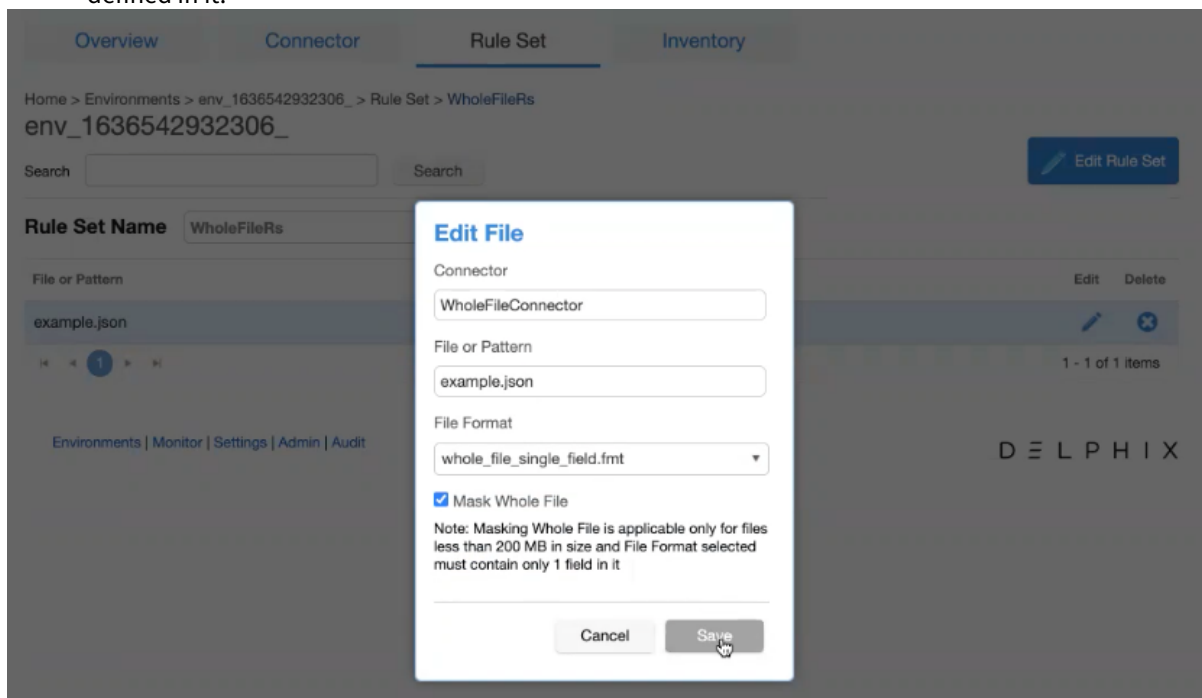 defined in it.
Overview Connector Rule Set Inventory
Home > Environments > env_1636542932306_ > Rule Set > WholeFileRs
env_1636542932306_
Search Search
Edit Rule Set
Rule Set Name WholeFileRs
File or Pattern Edit Delete
example.json
1
1 - 1 of 1 items
Environments | Monitor | Settings | Admin | Audit
DELPHIX
Edit File
Connector
WholeFileConnector
File or Pattern
example.json
File Format
whole_file_single_field.fmt
Mask Whole File
Note: Masking Whole File is applicable only for files
less than 200 MB in size and File Format selected
must contain only 1 field in it
Cancel Save